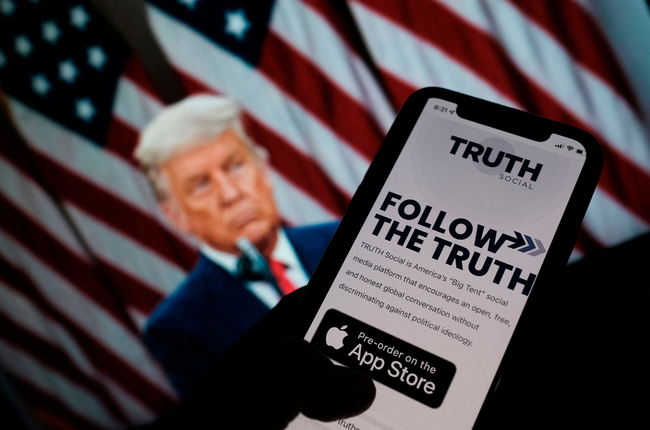 6:31
TRUTH
SOCIAL
FOLLOW
THE TRUTH
TRUTH Social is America's "Big Tent" social
media platform that encourages an open, free,
and honest global conversation without
discriminating against political ideology.
Pre-order on the
App Store